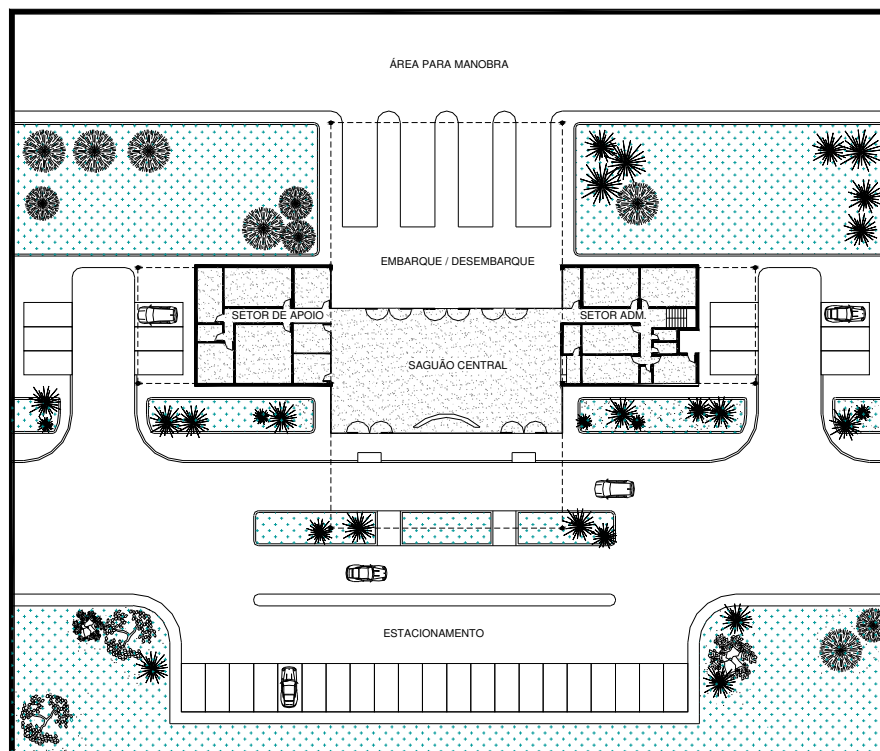 ÁREA PARA MANOBRA
EMBARQUE / DESEMBARQUE
SETOR DE APOIO
SETOR ADM.
SAGUÃO CENTRAL
ESTACIONAMENTO